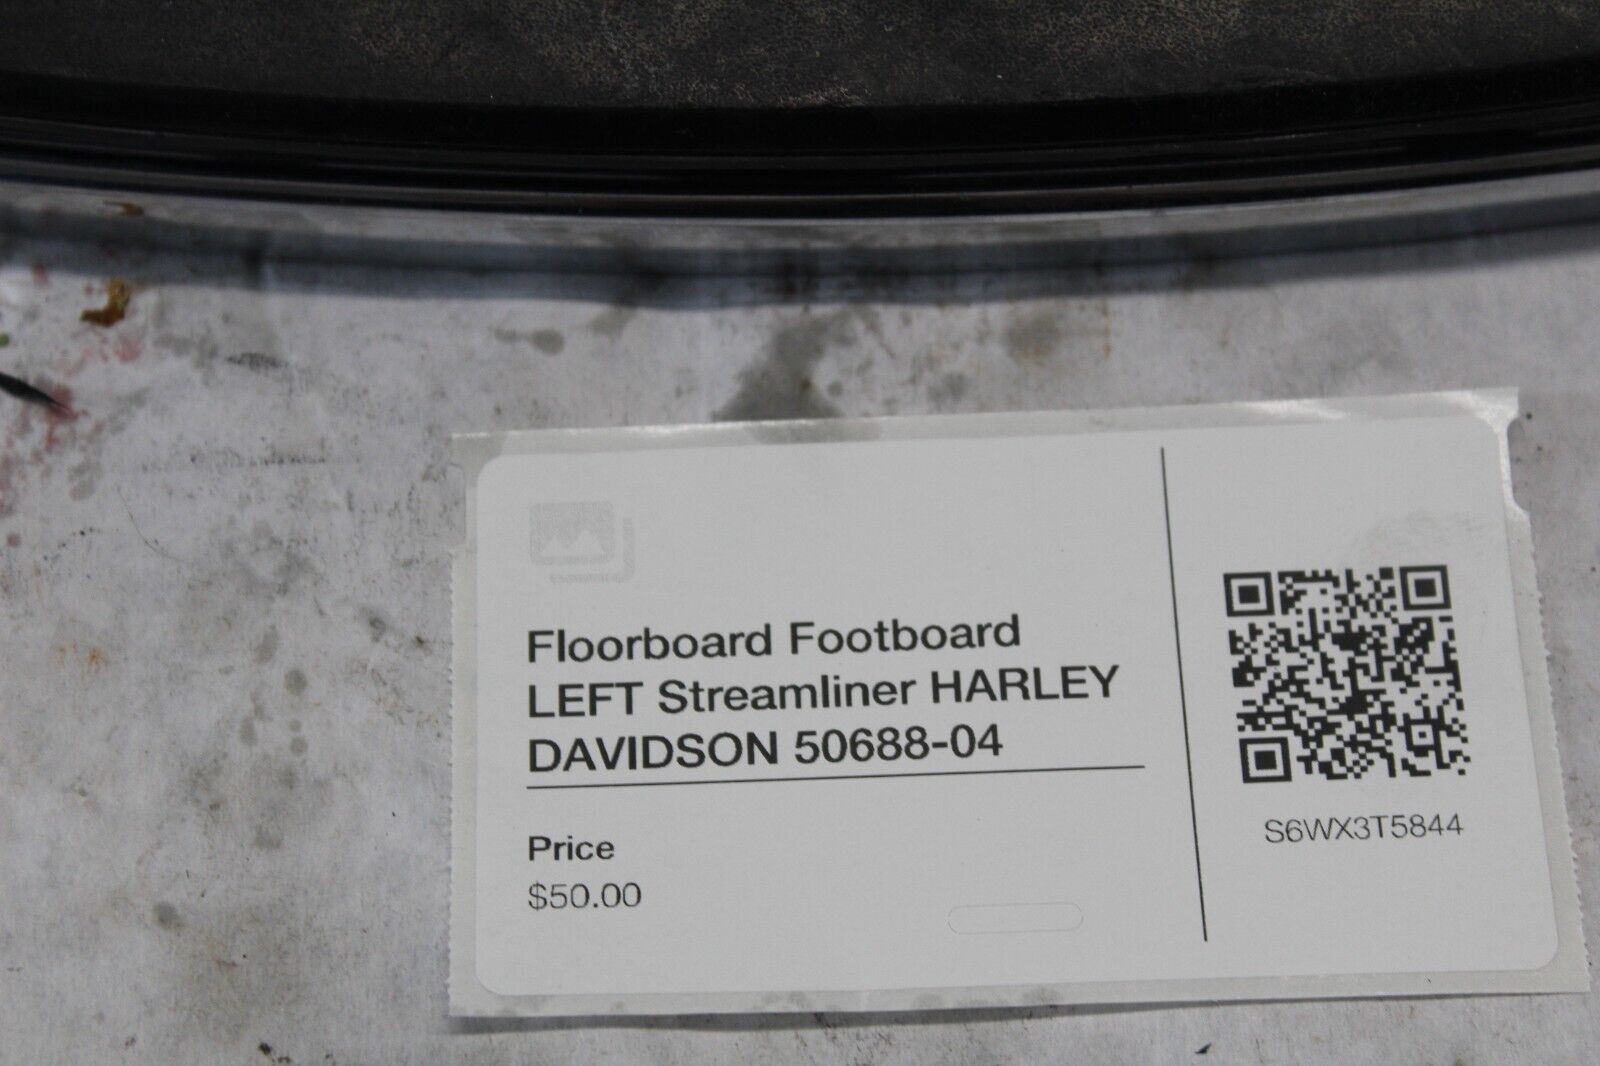 Floorboard Footboard
LEFT Streamliner HARLEY
DAVIDSON 50688-04
Price
$50.00
S6WX3T5844